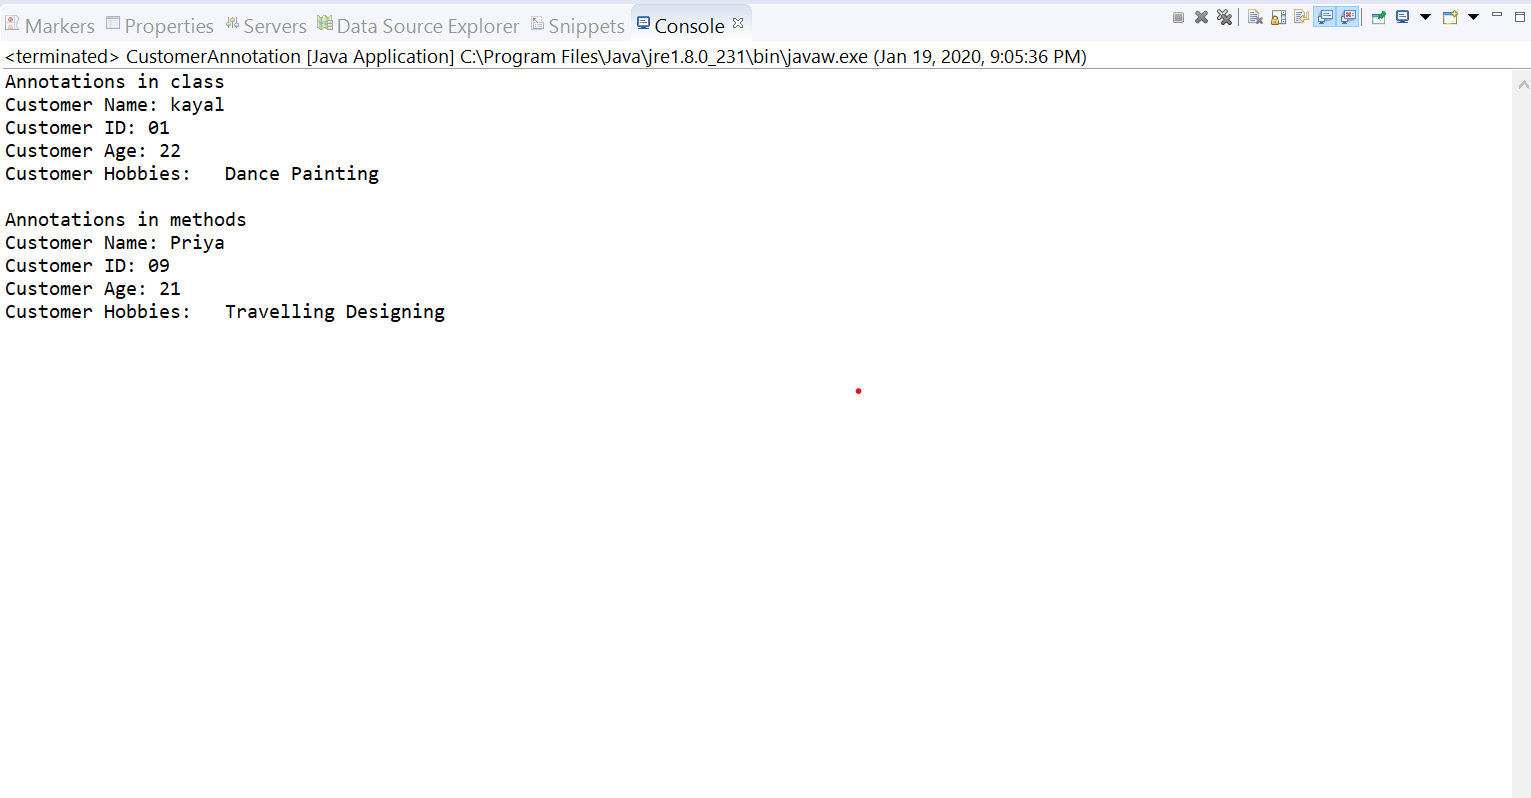 Markers Properties Servers Data Source Explorer Snippets Console
<terminated> CustomerAnnotation [Java Application] C:\Program Files\Java\jre1.8.0_231\bin\javaw.exe (Jan 19, 2020, 9:05:36 PM)
Annotations in class
Customer Name: kayal
Customer ID: 01
Customer Age: 22
Customer Hobbies:   Dance Painting

Annotations in methods
Customer Name: Priya
Customer ID: 09
Customer Age: 21
Customer Hobbies:   Travelling Designing